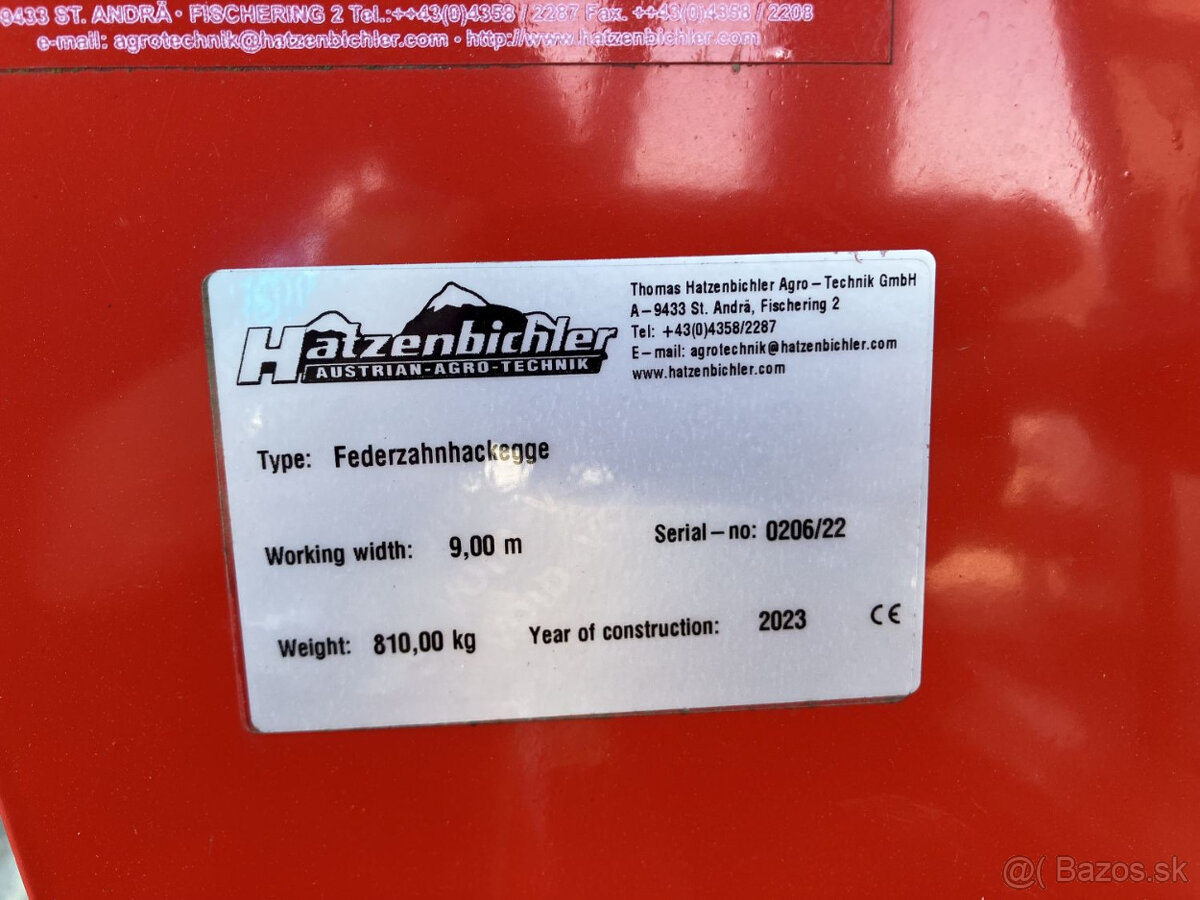 9433 ST. ANDRÄ · FISCHERING 2 Tel.:++43(0)4358 / 2287 Fax. ++43(0)4358 / 2208
e-mail: agrotechnik@hatzenbichler.com · http://www.hatzenbichler.com
Hatzenbichler
AUSTRIAN-AGRO-TECHNIK
Thomas Hatzenbichler Agro-Technik GmbH
A-9433 St. Andrä, Fischering 2
Tel: +43(0)4358/2287
E-mail: agrotechnik@hatzenbichler.com
www.hatzenbichler.com
Type: Federzahnhackegge
Working width: 9,00 m Serial-no: 0206/22
Weight: 810,00 kg Year of construction: 2023 CE
@( Bazos.sk